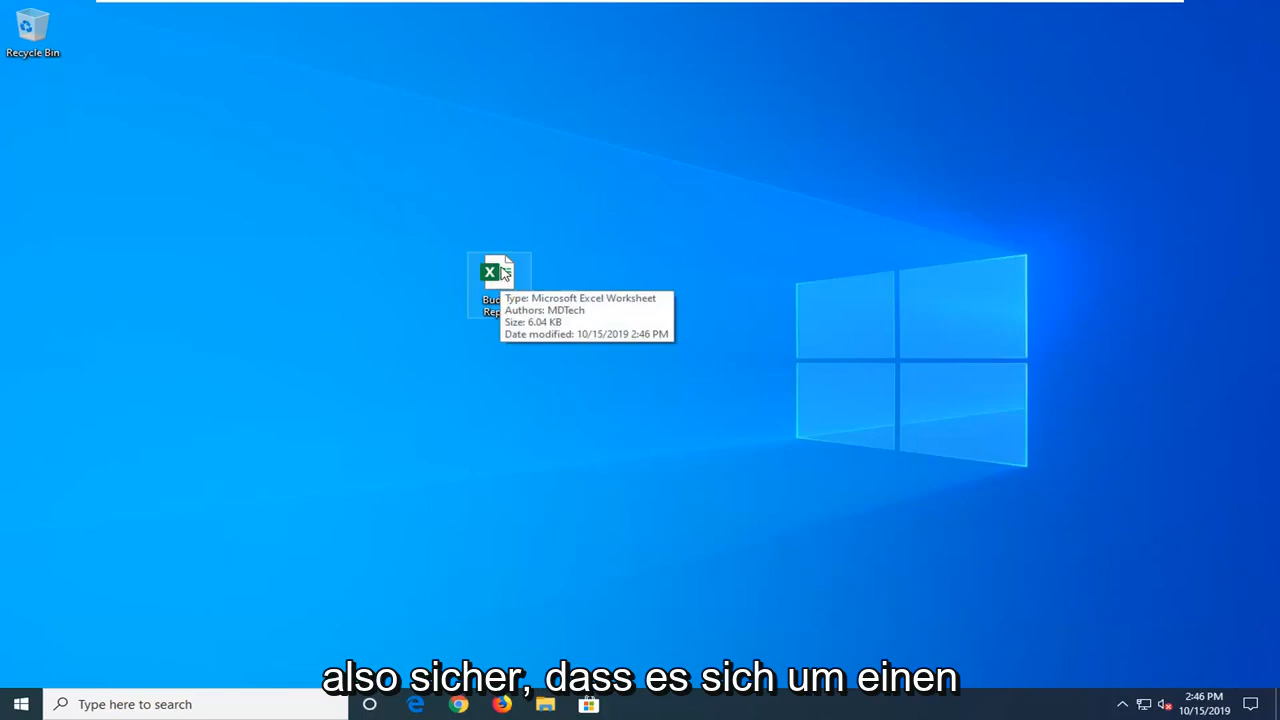 Recycle Bin
X
Type: Microsoft Excel Worksheet
Authors: MDTech
Size: 6.04 KB
Date modified: 10/15/2019 2:46 PM
also sicher, dass es sich um einen
Type here to search
2:46 PM
10/15/2019